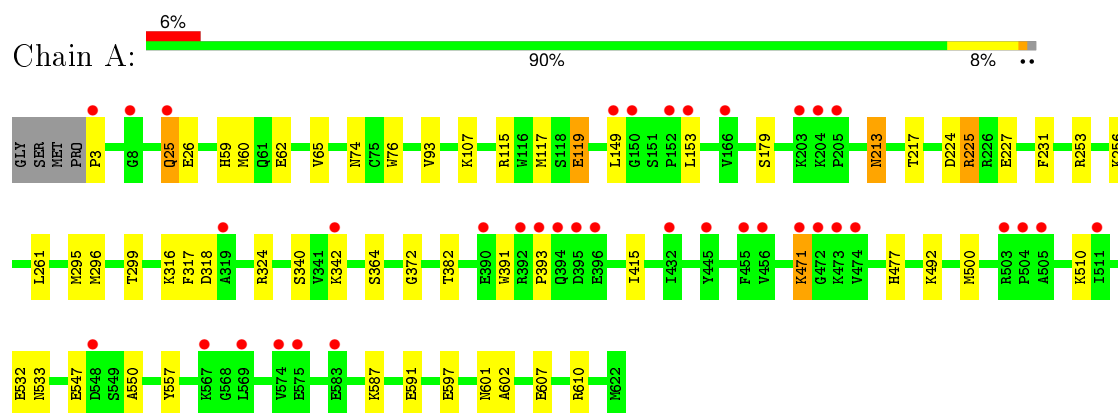 6%
Chain A:
90%
8%
••
GLY SER MET PRO P3 G8 Q25 E26 H59 M60 Q61 E62 V65 N74 G75 W76 V93 K107 R115 W116 M117 S118 E119 L149 G150 S151 P152 L153 V166 S179 K203 K204 P205 N213 T217 D224 R225 R226 E227 F231 R253 K256
L261 M295 M296 T299 K316 F317 D318 A319 R324 S340 V341 K342 S364 G372 T382 E390 W391 R392 P393 Q394 D395 E396 I415 I432 Y445 F455 V456 K471 G472 K473 V474 H477 K492 M500 R503 P504 A505 K510 I511
E532 N533 E547 D548 S549 A550 Y557 K567 G568 L569 V574 E575 E583 K587 E591 E597 N601 A602 E607 R610 M622